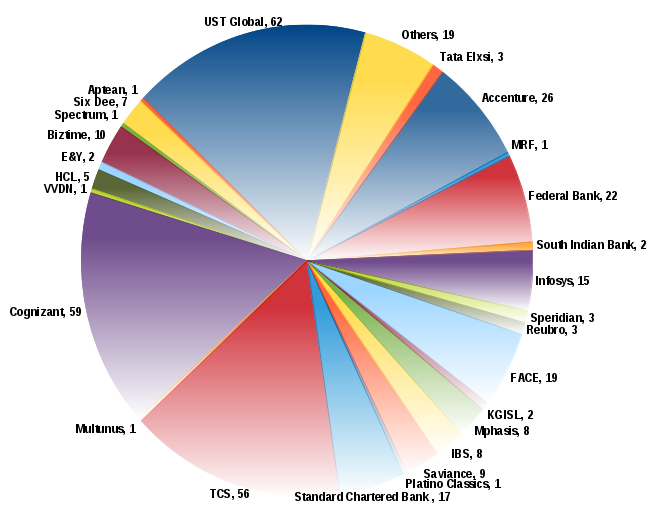 UST Global, 62
Others, 19
Tata Elxsi, 3
Accenture, 26
MRF, 1
Federal Bank, 22
South Indian Bank, 2
Infosys, 15
Speridian, 3
Reubro, 3
FACE, 19
KGISL, 2
Mphasis, 8
IBS, 8
Saviance, 9
Platino Classics, 1
Standard Chartered Bank , 17
TCS, 56
Multunus, 1
Cognizant, 59
VVDN, 1
HCL, 5
E&Y, 2
Biztime, 10
Spectrum, 1
Six Dee, 7
Aptean, 1